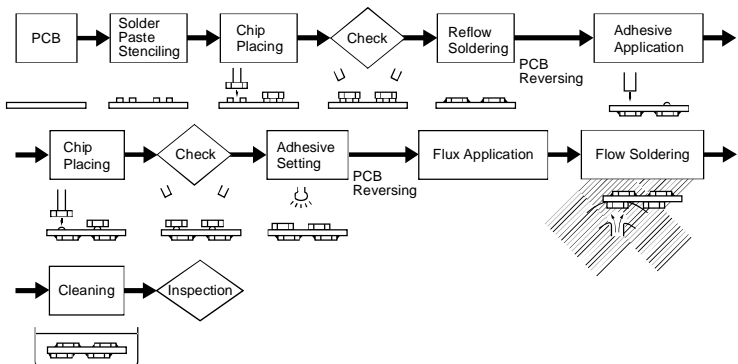 PCB
Solder
Paste
Stenciling
Chip
Placing
Check
Reflow
Soldering
PCB
Reversing
Adhesive
Application
Chip
Placing
Check
Adhesive
Setting
PCB
Reversing
Flux Application
Flow Soldering
Cleaning
Inspection